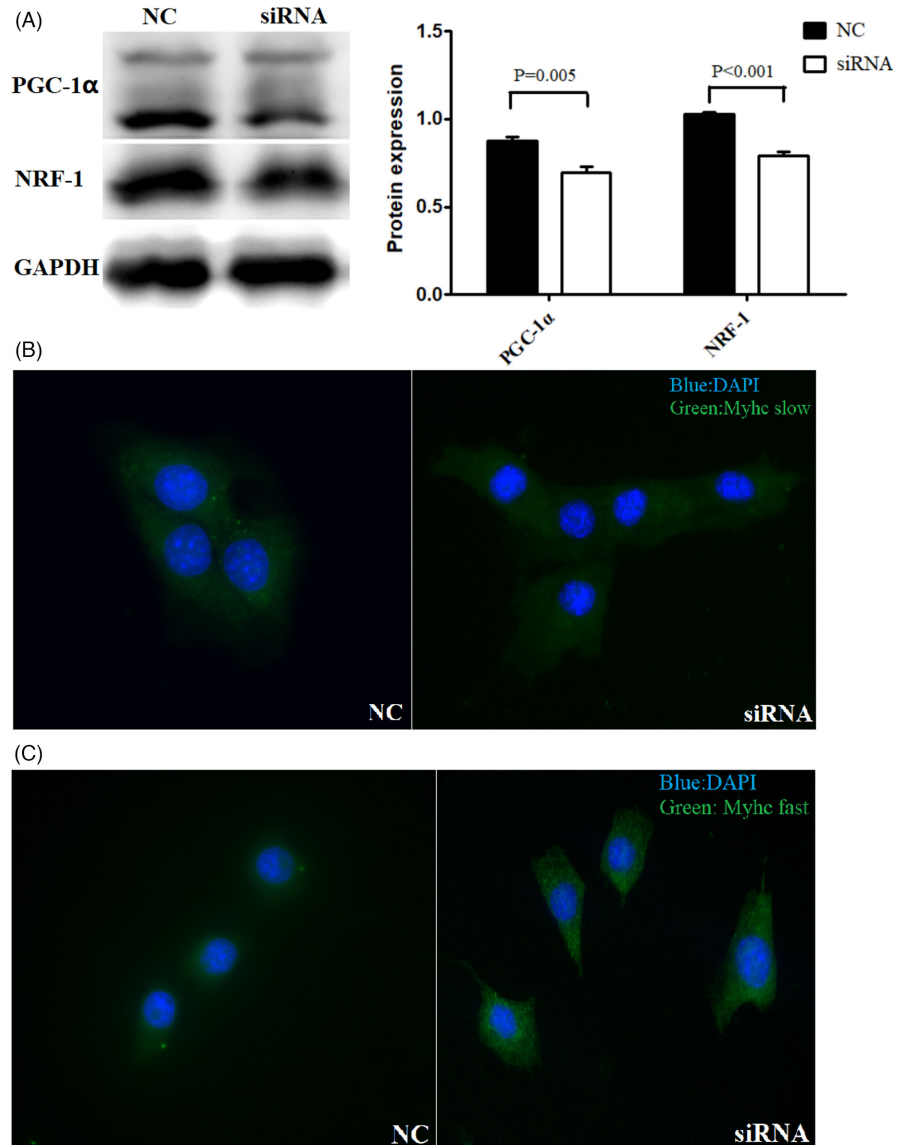 (A)
NC siRNA
PGC-1α
NRF-1
GAPDH
Protein expression
1.5
1.0
0.5
0.0
P=0.005
P<0.001
NC
siRNA
PGC-1α
NRF-1
(B)
Blue:DAPI
Green:Myhc slow
NC
siRNA
(C)
Blue:DAPI
Green: Myhc fast
NC
siRNA